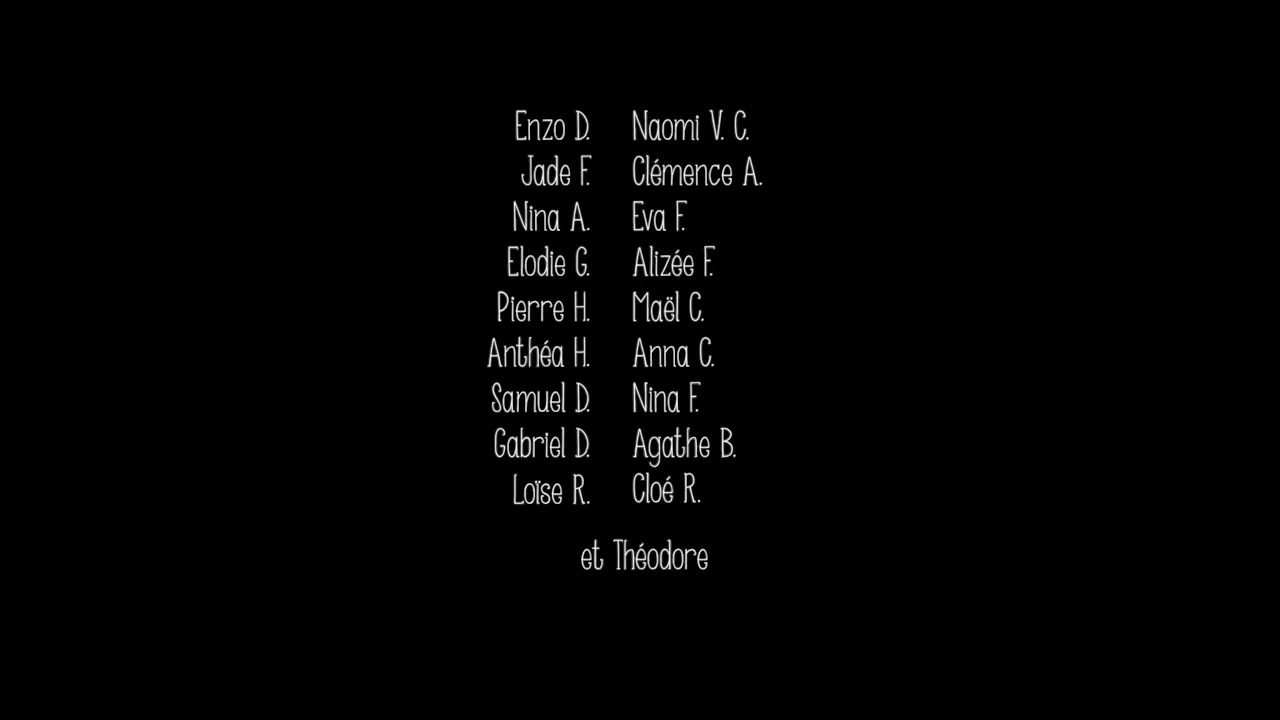 Enzo D. Naomi V. C.
Jade F. Clémence A.
Nina A. Eva F.
Elodie G. Alizée F.
Pierre H. Maël C.
Anthéa H. Anna C.
Samuel D. Nina F.
Gabriel D. Agathe B.
Loïse R. Cloé R.
et Théodore